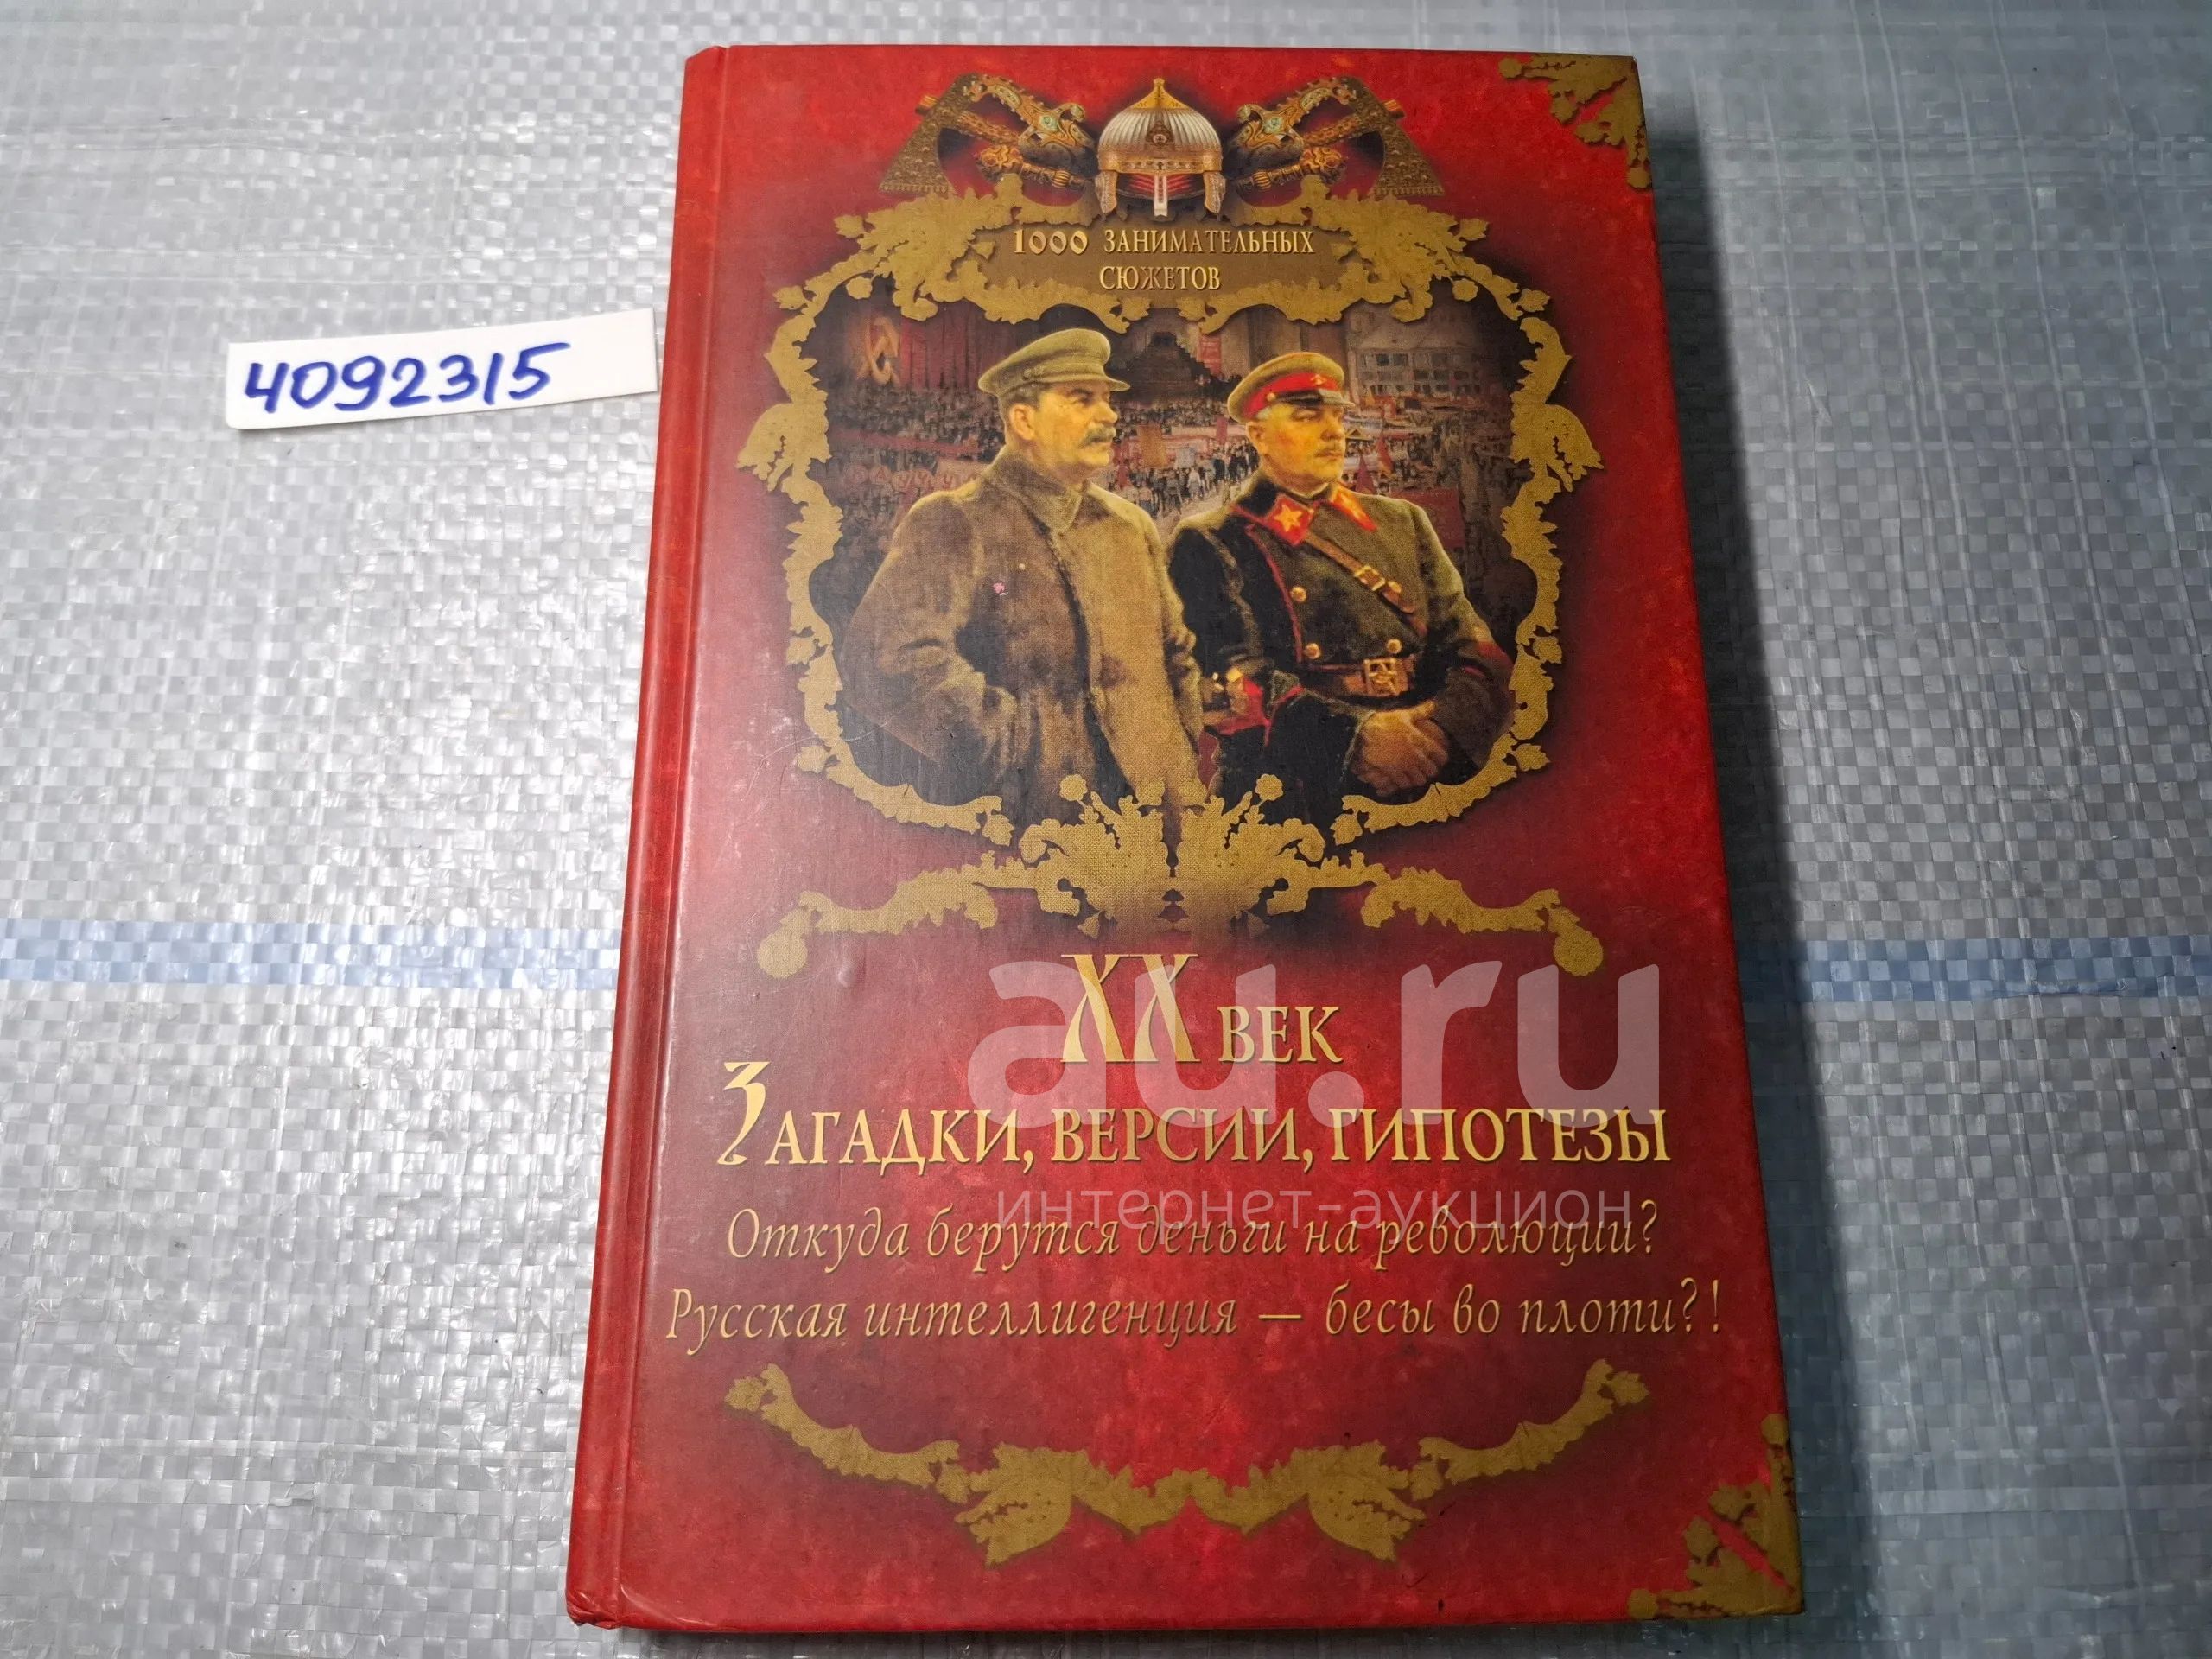 1000 ЗАНИМАТЕЛЬНЫХ
СЮЖЕТОВ
4092315
XX ВЕК
ЗАГАДКИ, ВЕРСИИ, ГИПОТЕЗЫ
Откуда берутся деньги на революции?
Русская интеллигенция — бесы во плоти?!
au.ru
интернет-аукцион